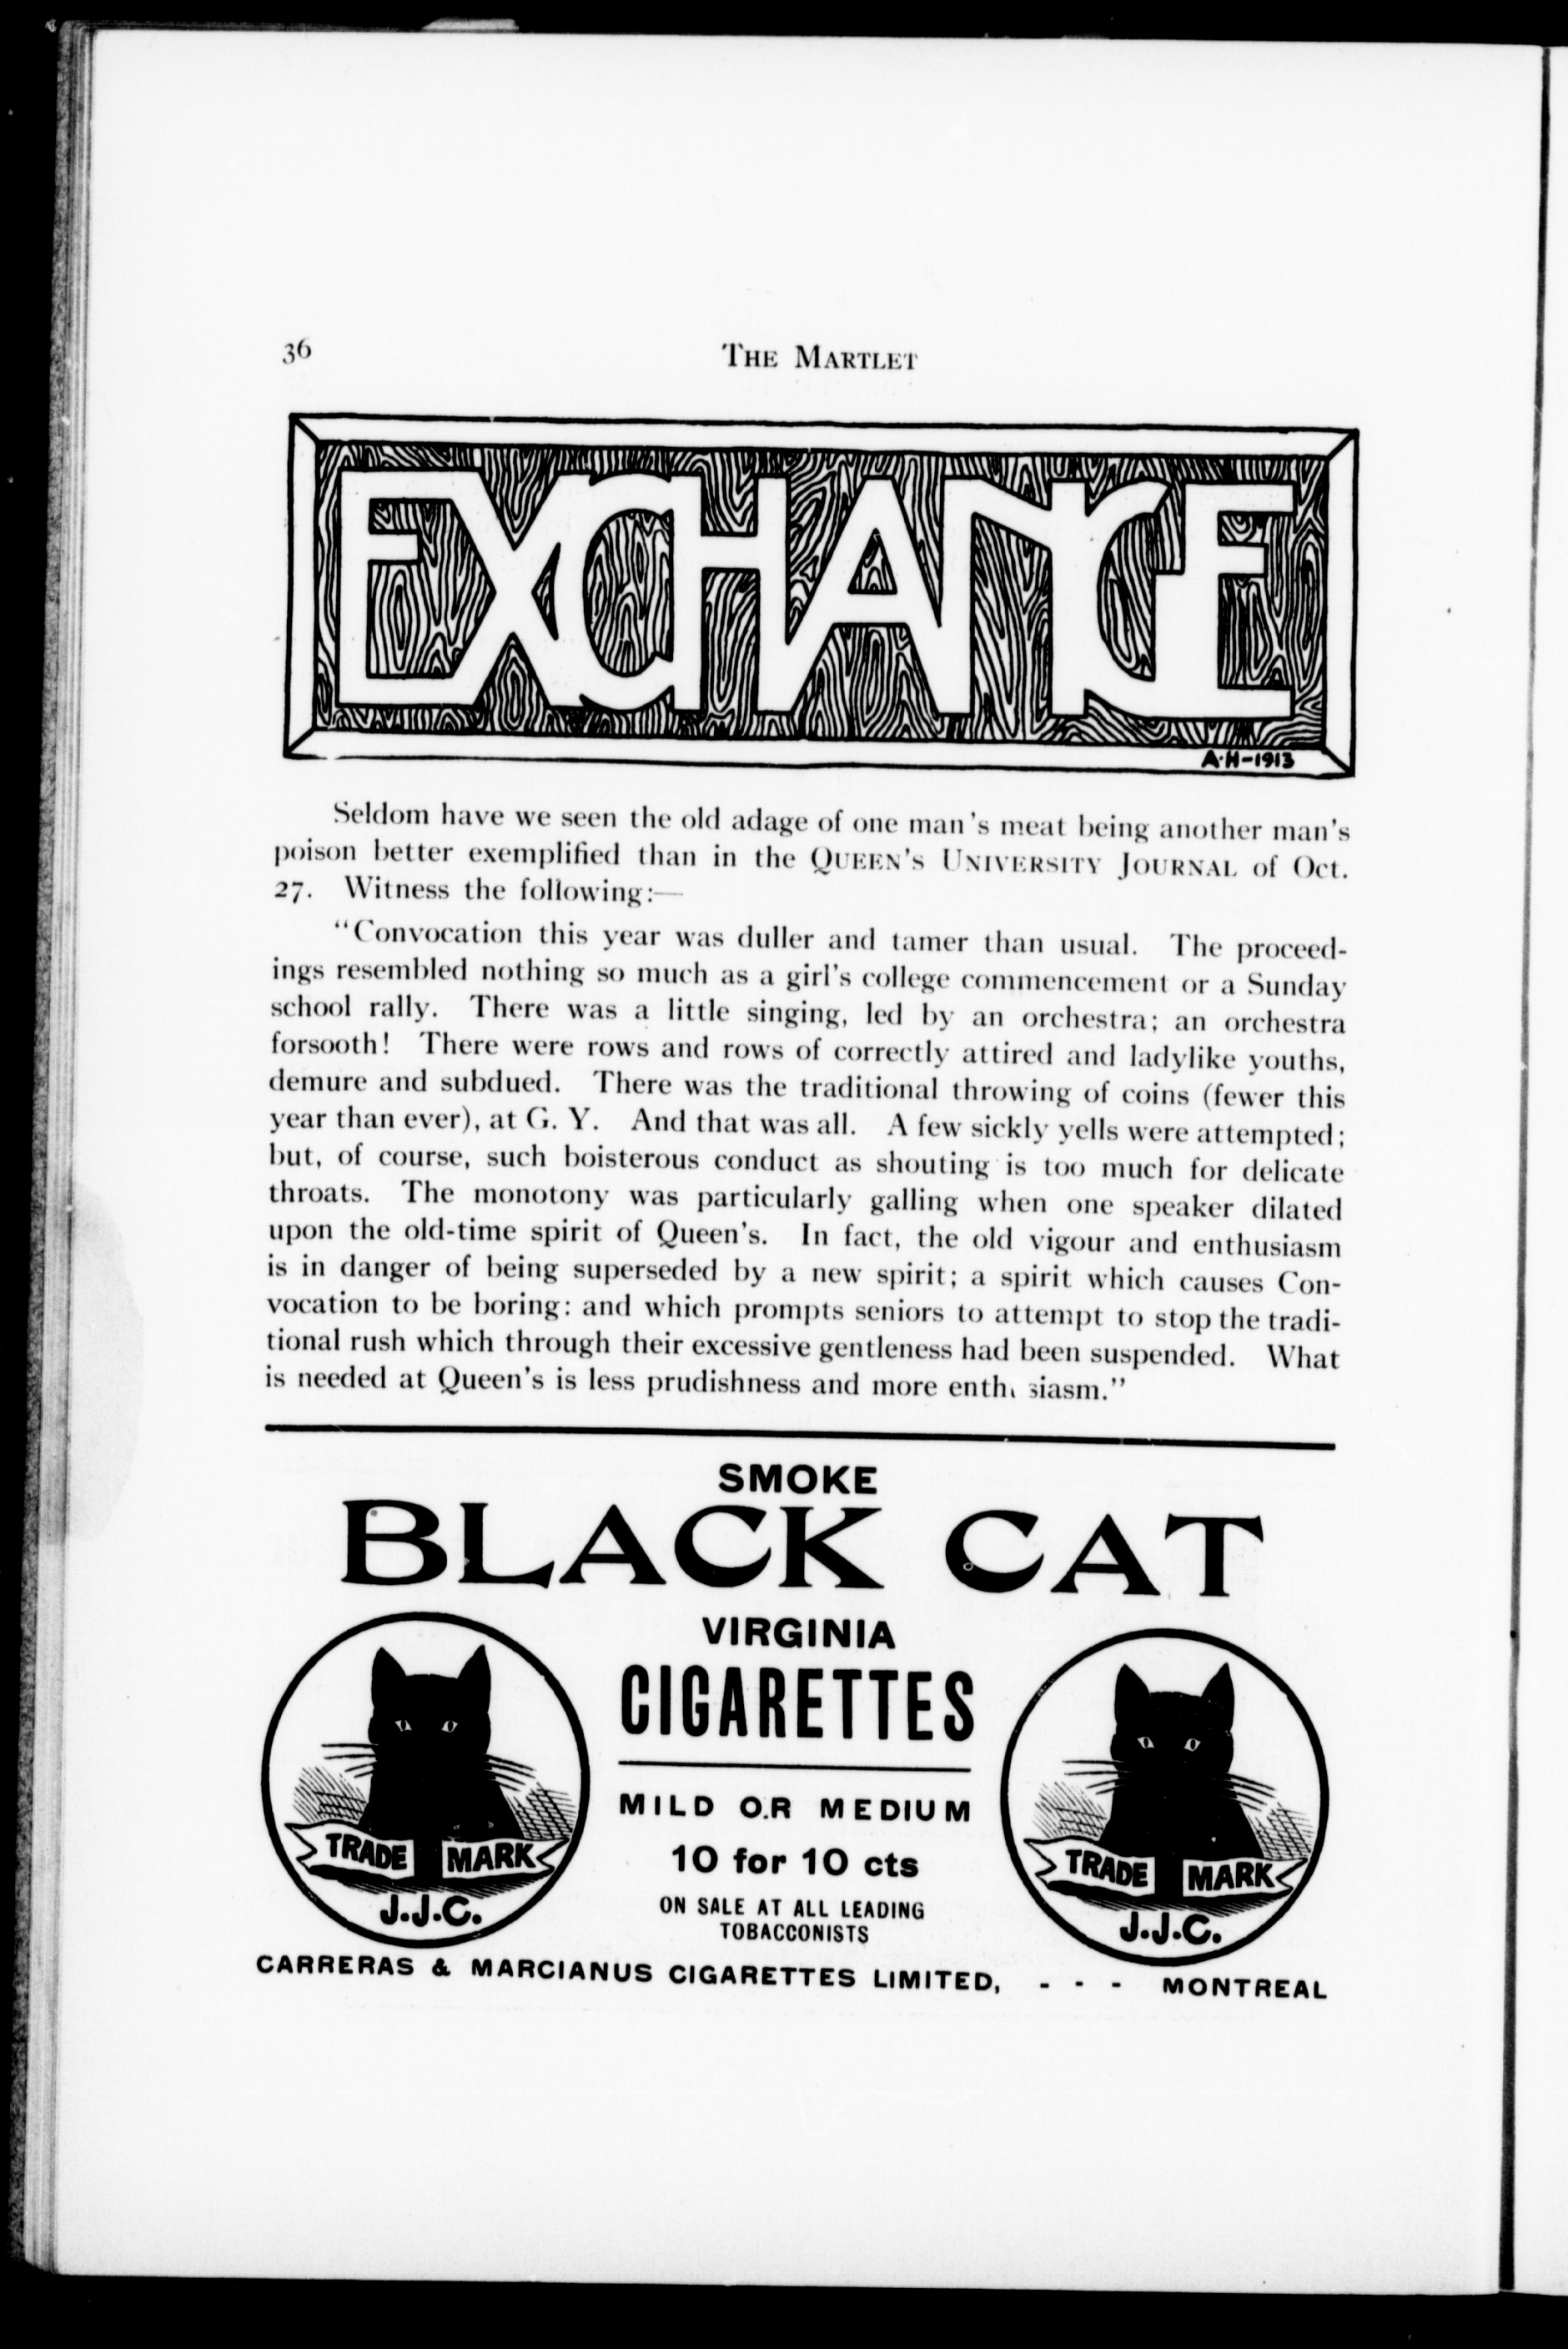 36
THE MARTLET
EXCHANGE
A·H-1913
Seldom have we seen the old adage of one man's meat being another man's
poison better exemplified than in the QUEEN'S UNIVERSITY JOURNAL of Oct.
27. Witness the following:—
"Convocation this year was duller and tamer than usual. The proceed-
ings resembled nothing so much as a girl's college commencement or a Sunday
school rally. There was a little singing, led by an orchestra; an orchestra
forsooth! There were rows and rows of correctly attired and ladylike youths,
demure and subdued. There was the traditional throwing of coins (fewer this
year than ever), at G. Y. And that was all. A few sickly yells were attempted;
but, of course, such boisterous conduct as shouting is too much for delicate
throats. The monotony was particularly galling when one speaker dilated
upon the old-time spirit of Queen's. In fact, the old vigour and enthusiasm
is in danger of being superseded by a new spirit; a spirit which causes Con-
vocation to be boring: and which prompts seniors to attempt to stop the tradi-
tional rush which through their excessive gentleness had been suspended. What
is needed at Queen's is less prudishness and more enthusiasm."
SMOKE
BLACK CAT
VIRGINIA
CIGARETTES
MILD OR MEDIUM
10 for 10 cts
ON SALE AT ALL LEADING
TOBACCONISTS
TRADE MARK
J.J.C.
TRADE MARK
J.J.C.
CARRERAS & MARCIANUS CIGARETTES LIMITED, - - - MONTREAL